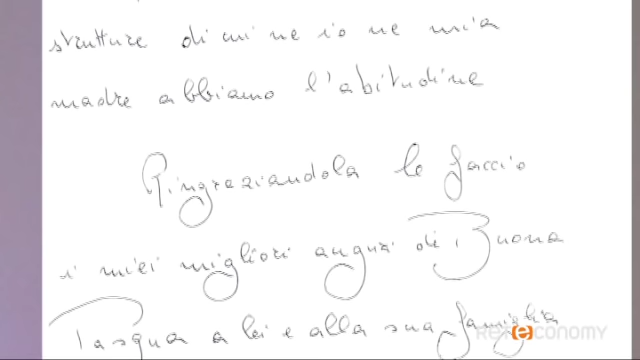 strutture di cui ne io ne mia
madre abbiamo l'abitudine
Ringraziandola le faccio
i miei migliori auguri di Buona
Pasqua a lei e alla sua famiglia
REteCONOMY